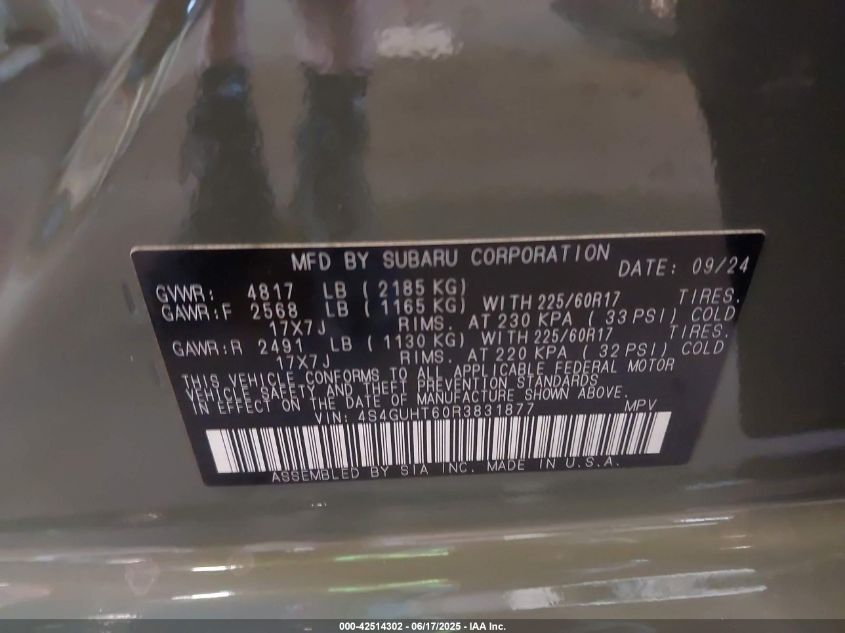 MFD BY SUBARU CORPORATION DATE: 09/24
GVWR: 4817 LB ( 2185 KG)
GAWR:F 2568 LB ( 1165 KG) WITH 225/60R17 TIRES.
17X7J RIMS. AT 230 KPA ( 33 PSI) COLD
GAWR:R 2491 LB ( 1130 KG) WITH 225/60R17 TIRES.
17X7J RIMS. AT 220 KPA ( 32 PSI) COLD
THIS VEHICLE CONFORMS TO ALL APPLICABLE FEDERAL MOTOR
VEHICLE SAFETY AND THEFT PREVENTION STANDARDS
IN EFFECT ON THE DATE OF MANUFACTURE SHOWN ABOVE.
VIN: 4S4GUHT60R3831877 MPV
ASSEMBLED BY SIA INC. MADE IN U.S.A.
000-42514302 - 06/17/2025 - IAA Inc.